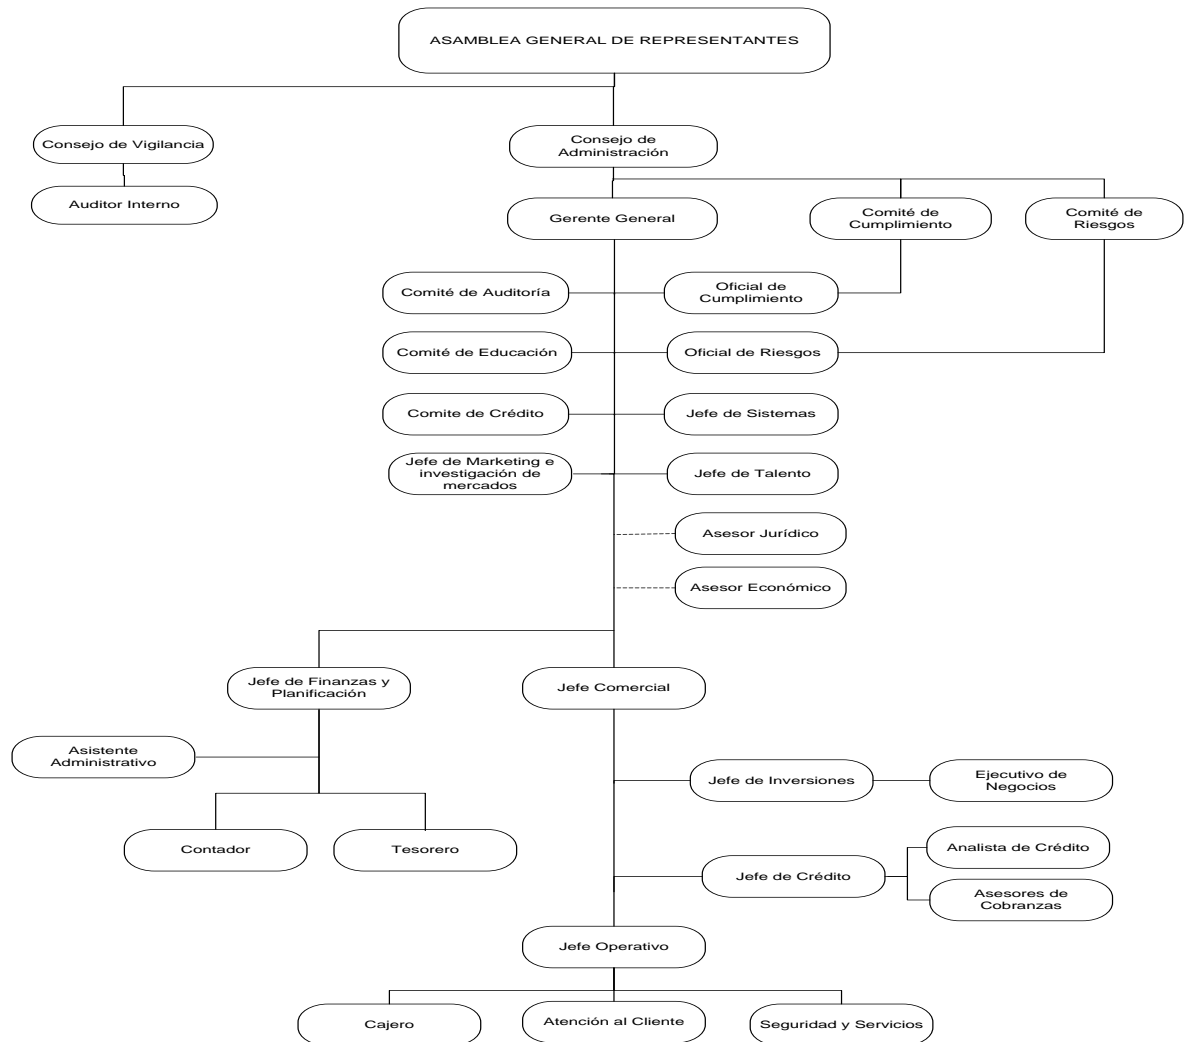 ASAMBLEA GENERAL DE REPRESENTANTES
Consejo de Vigilancia
Consejo de
Administración
Auditor Interno
Gerente General
Comité de
Cumplimiento
Comité de
Riesgos
Comité de Auditoría
Oficial de
Cumplimiento
Comité de Educación
Oficial de Riesgos
Comite de Crédito
Jefe de Sistemas
Jefe de Marketing e
investigación de
mercados
Jefe de Talento
Asesor Jurídico
Asesor Económico
Jefe de Finanzas y
Planificación
Jefe Comercial
Asistente
Administrativo
Jefe de Inversiones
Ejecutivo de
Negocios
Contador
Tesorero
Analista de Crédito
Jefe de Crédito
Asesores de
Cobranzas
Jefe Operativo
Cajero
Atención al Cliente
Seguridad y Servicios